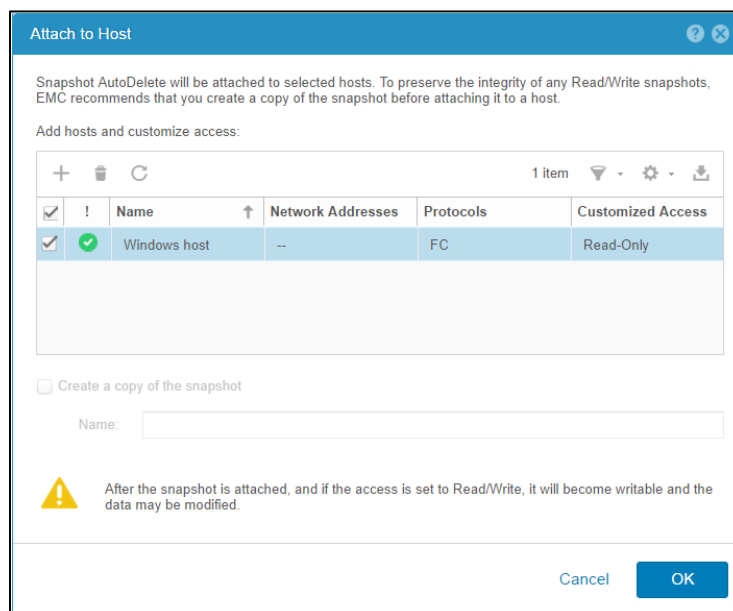 Attach to Host
Snapshot AutoDelete will be attached to selected hosts. To preserve the integrity of any Read/Write snapshots,
EMC recommends that you create a copy of the snapshot before attaching it to a host.
Add hosts and customize access:
1 item
! Name Network Addresses Protocols Customized Access
Windows host -- FC Read-Only
Create a copy of the snapshot
Name:
After the snapshot is attached, and if the access is set to Read/Write, it will become writable and the
data may be modified.
Cancel OK